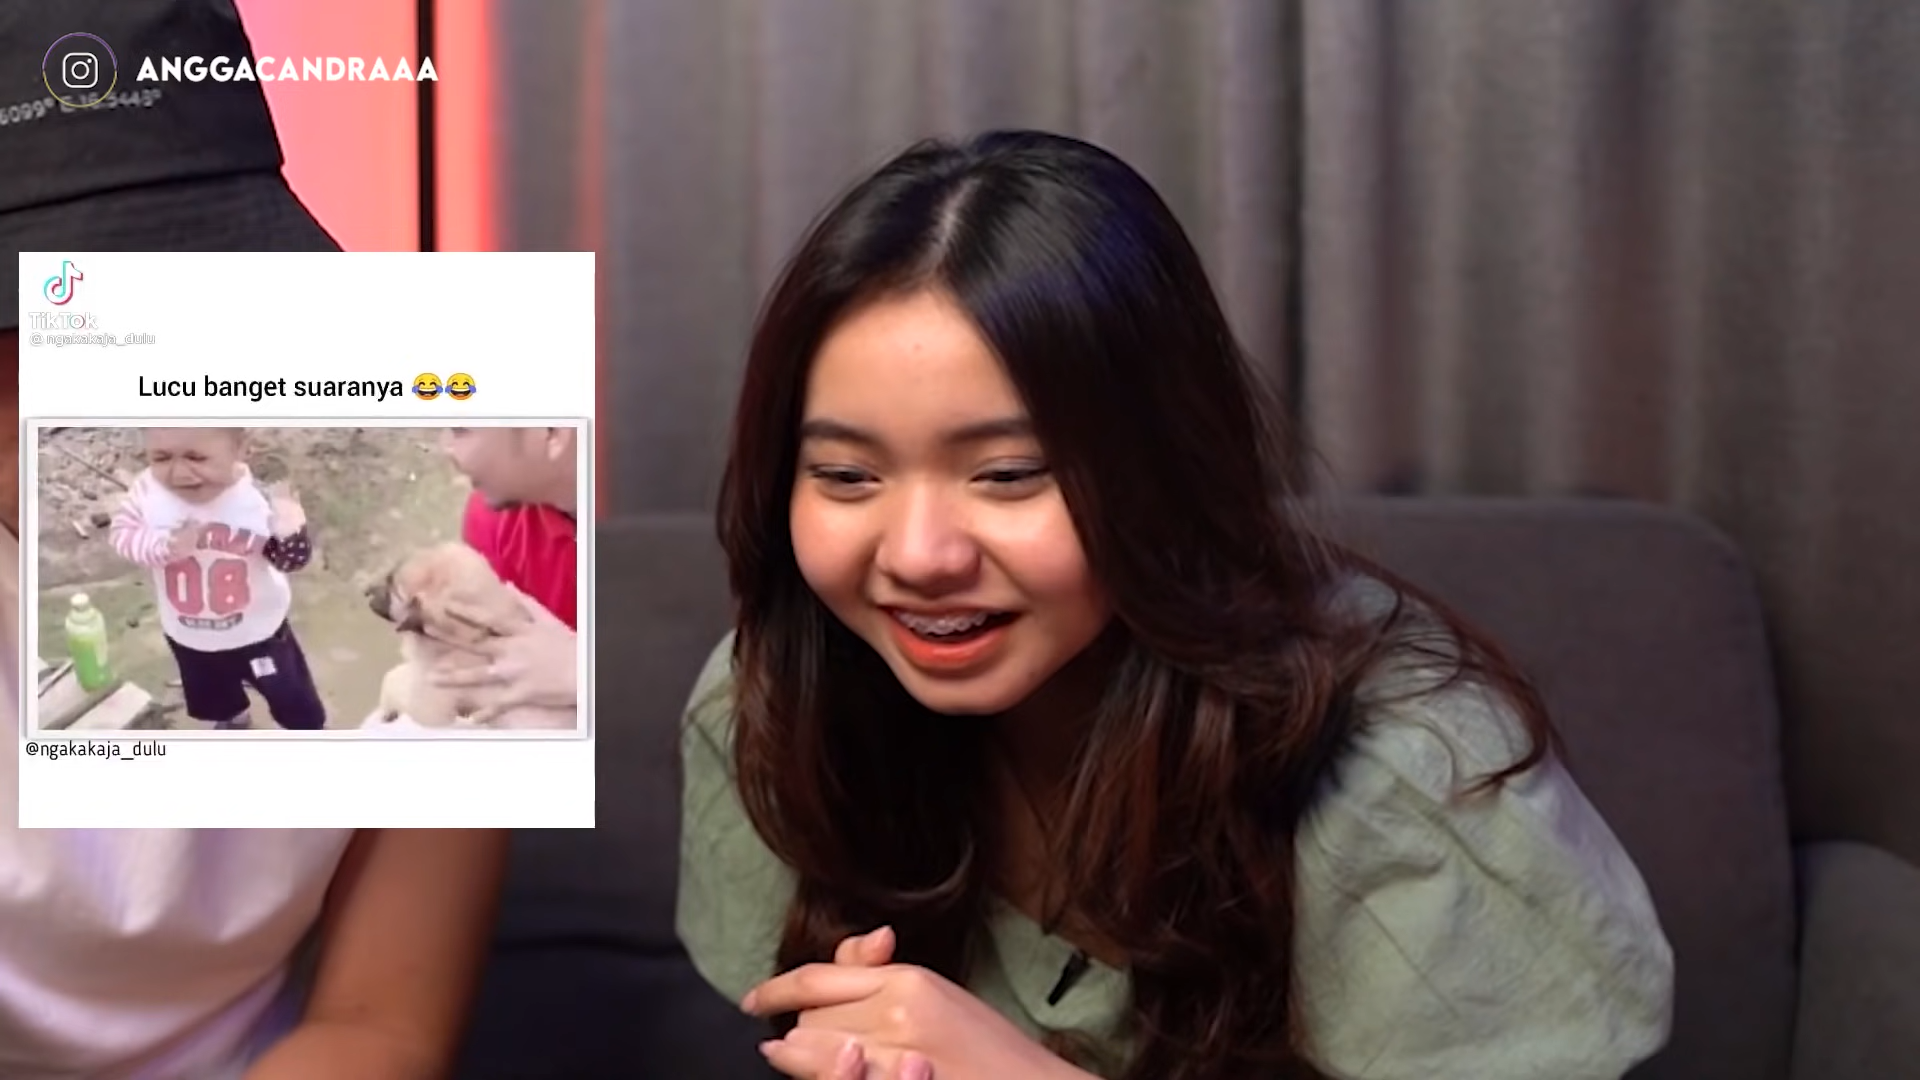 ANGGACANDRAAA
TikTok
@ngakakaja_dulu
Lucu banget suaranya 😂😂
08
@ngakakaja_dulu